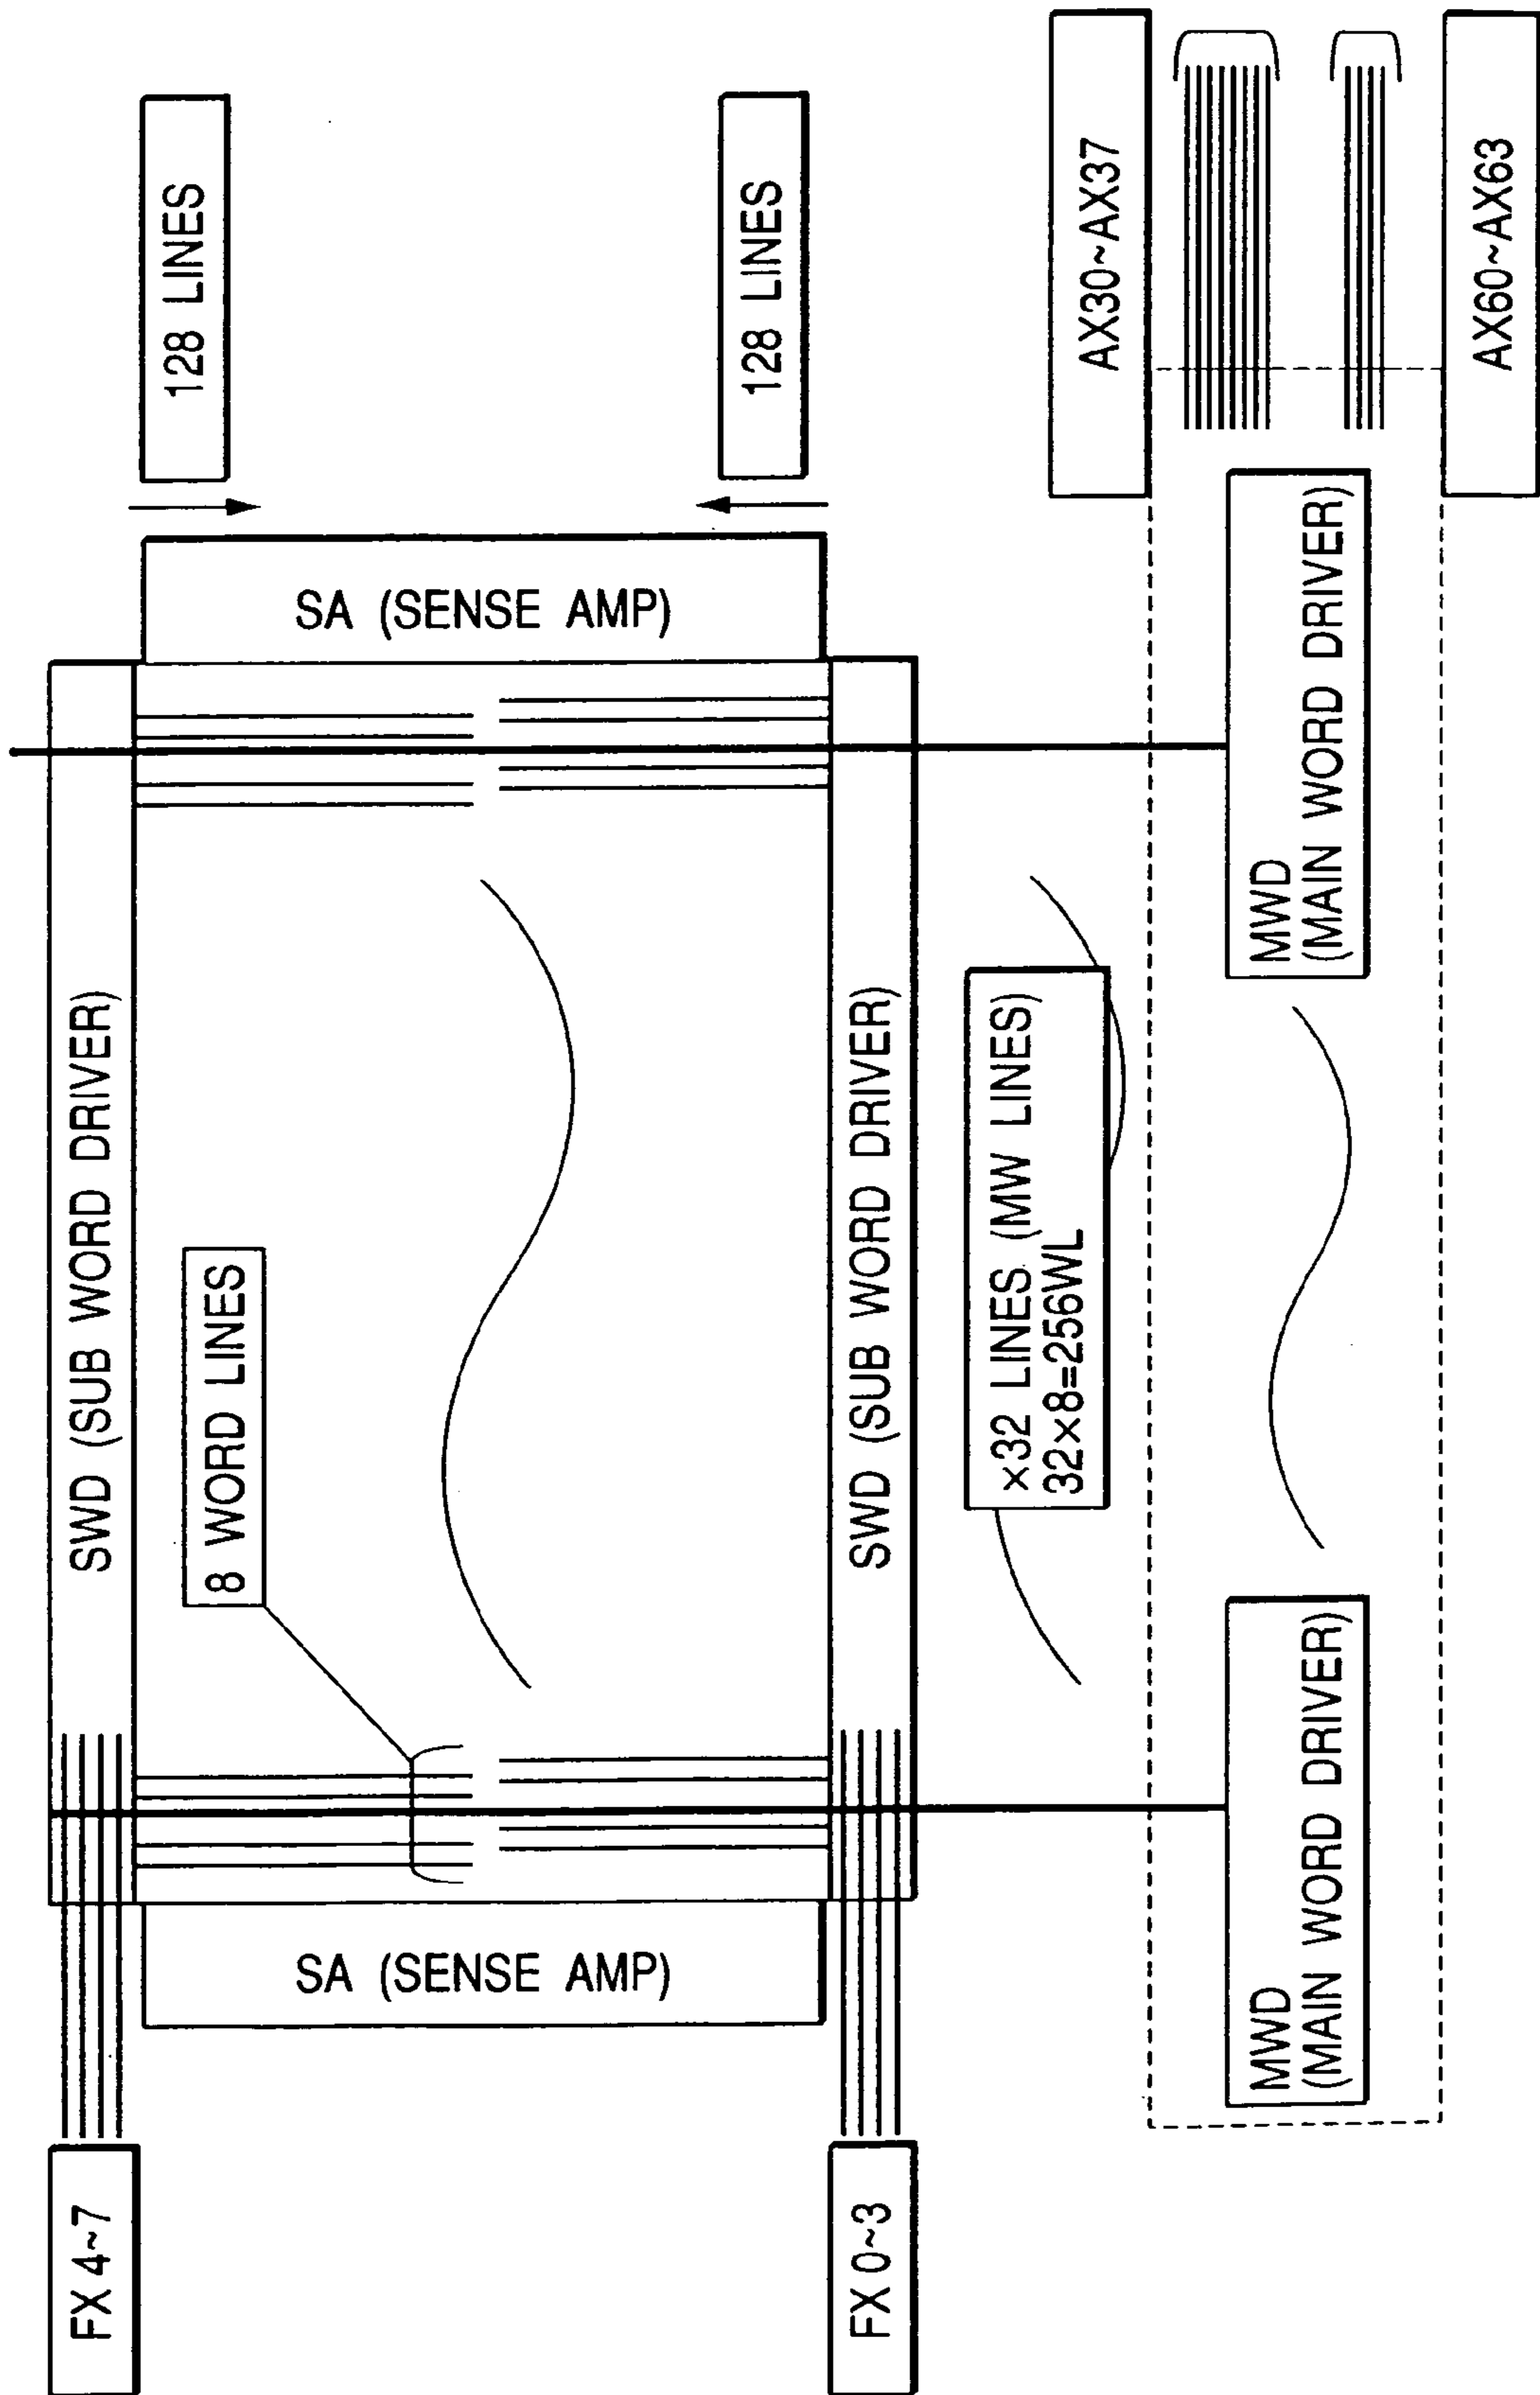 FX 4~7
SWD (SUB WORD DRIVER)
128 LINES
8 WORD LINES
SA (SENSE AMP)
SA (SENSE AMP)
128 LINES
FX 0~3
SWD (SUB WORD DRIVER)
×32 LINES (MW LINES)
32×8=256WL
AX30~AX37
MWD
(MAIN WORD DRIVER)
MWD
(MAIN WORD DRIVER)
AX60~AX63